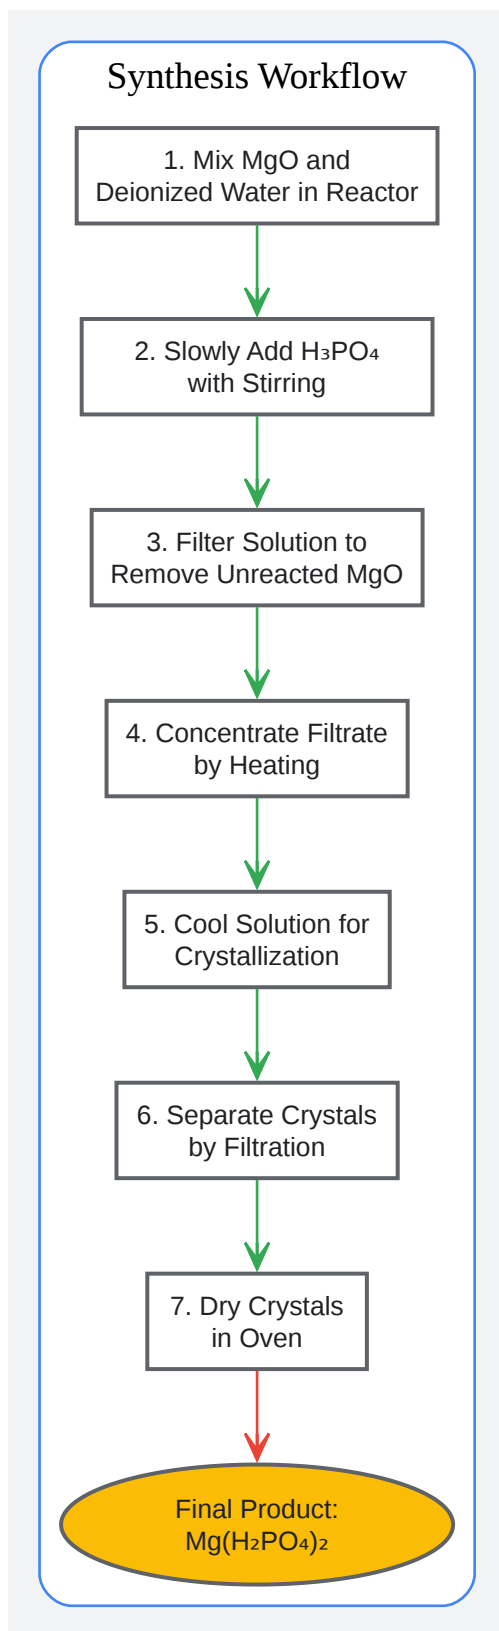 Synthesis Workflow
1. Mix MgO and
Deionized Water in Reactor
2. Slowly Add H₃PO₄
with Stirring
3. Filter Solution to
Remove Unreacted MgO
4. Concentrate Filtrate
by Heating
5. Cool Solution for
Crystallization
6. Separate Crystals
by Filtration
7. Dry Crystals
in Oven
Final Product:
Mg(H₂PO₄)₂